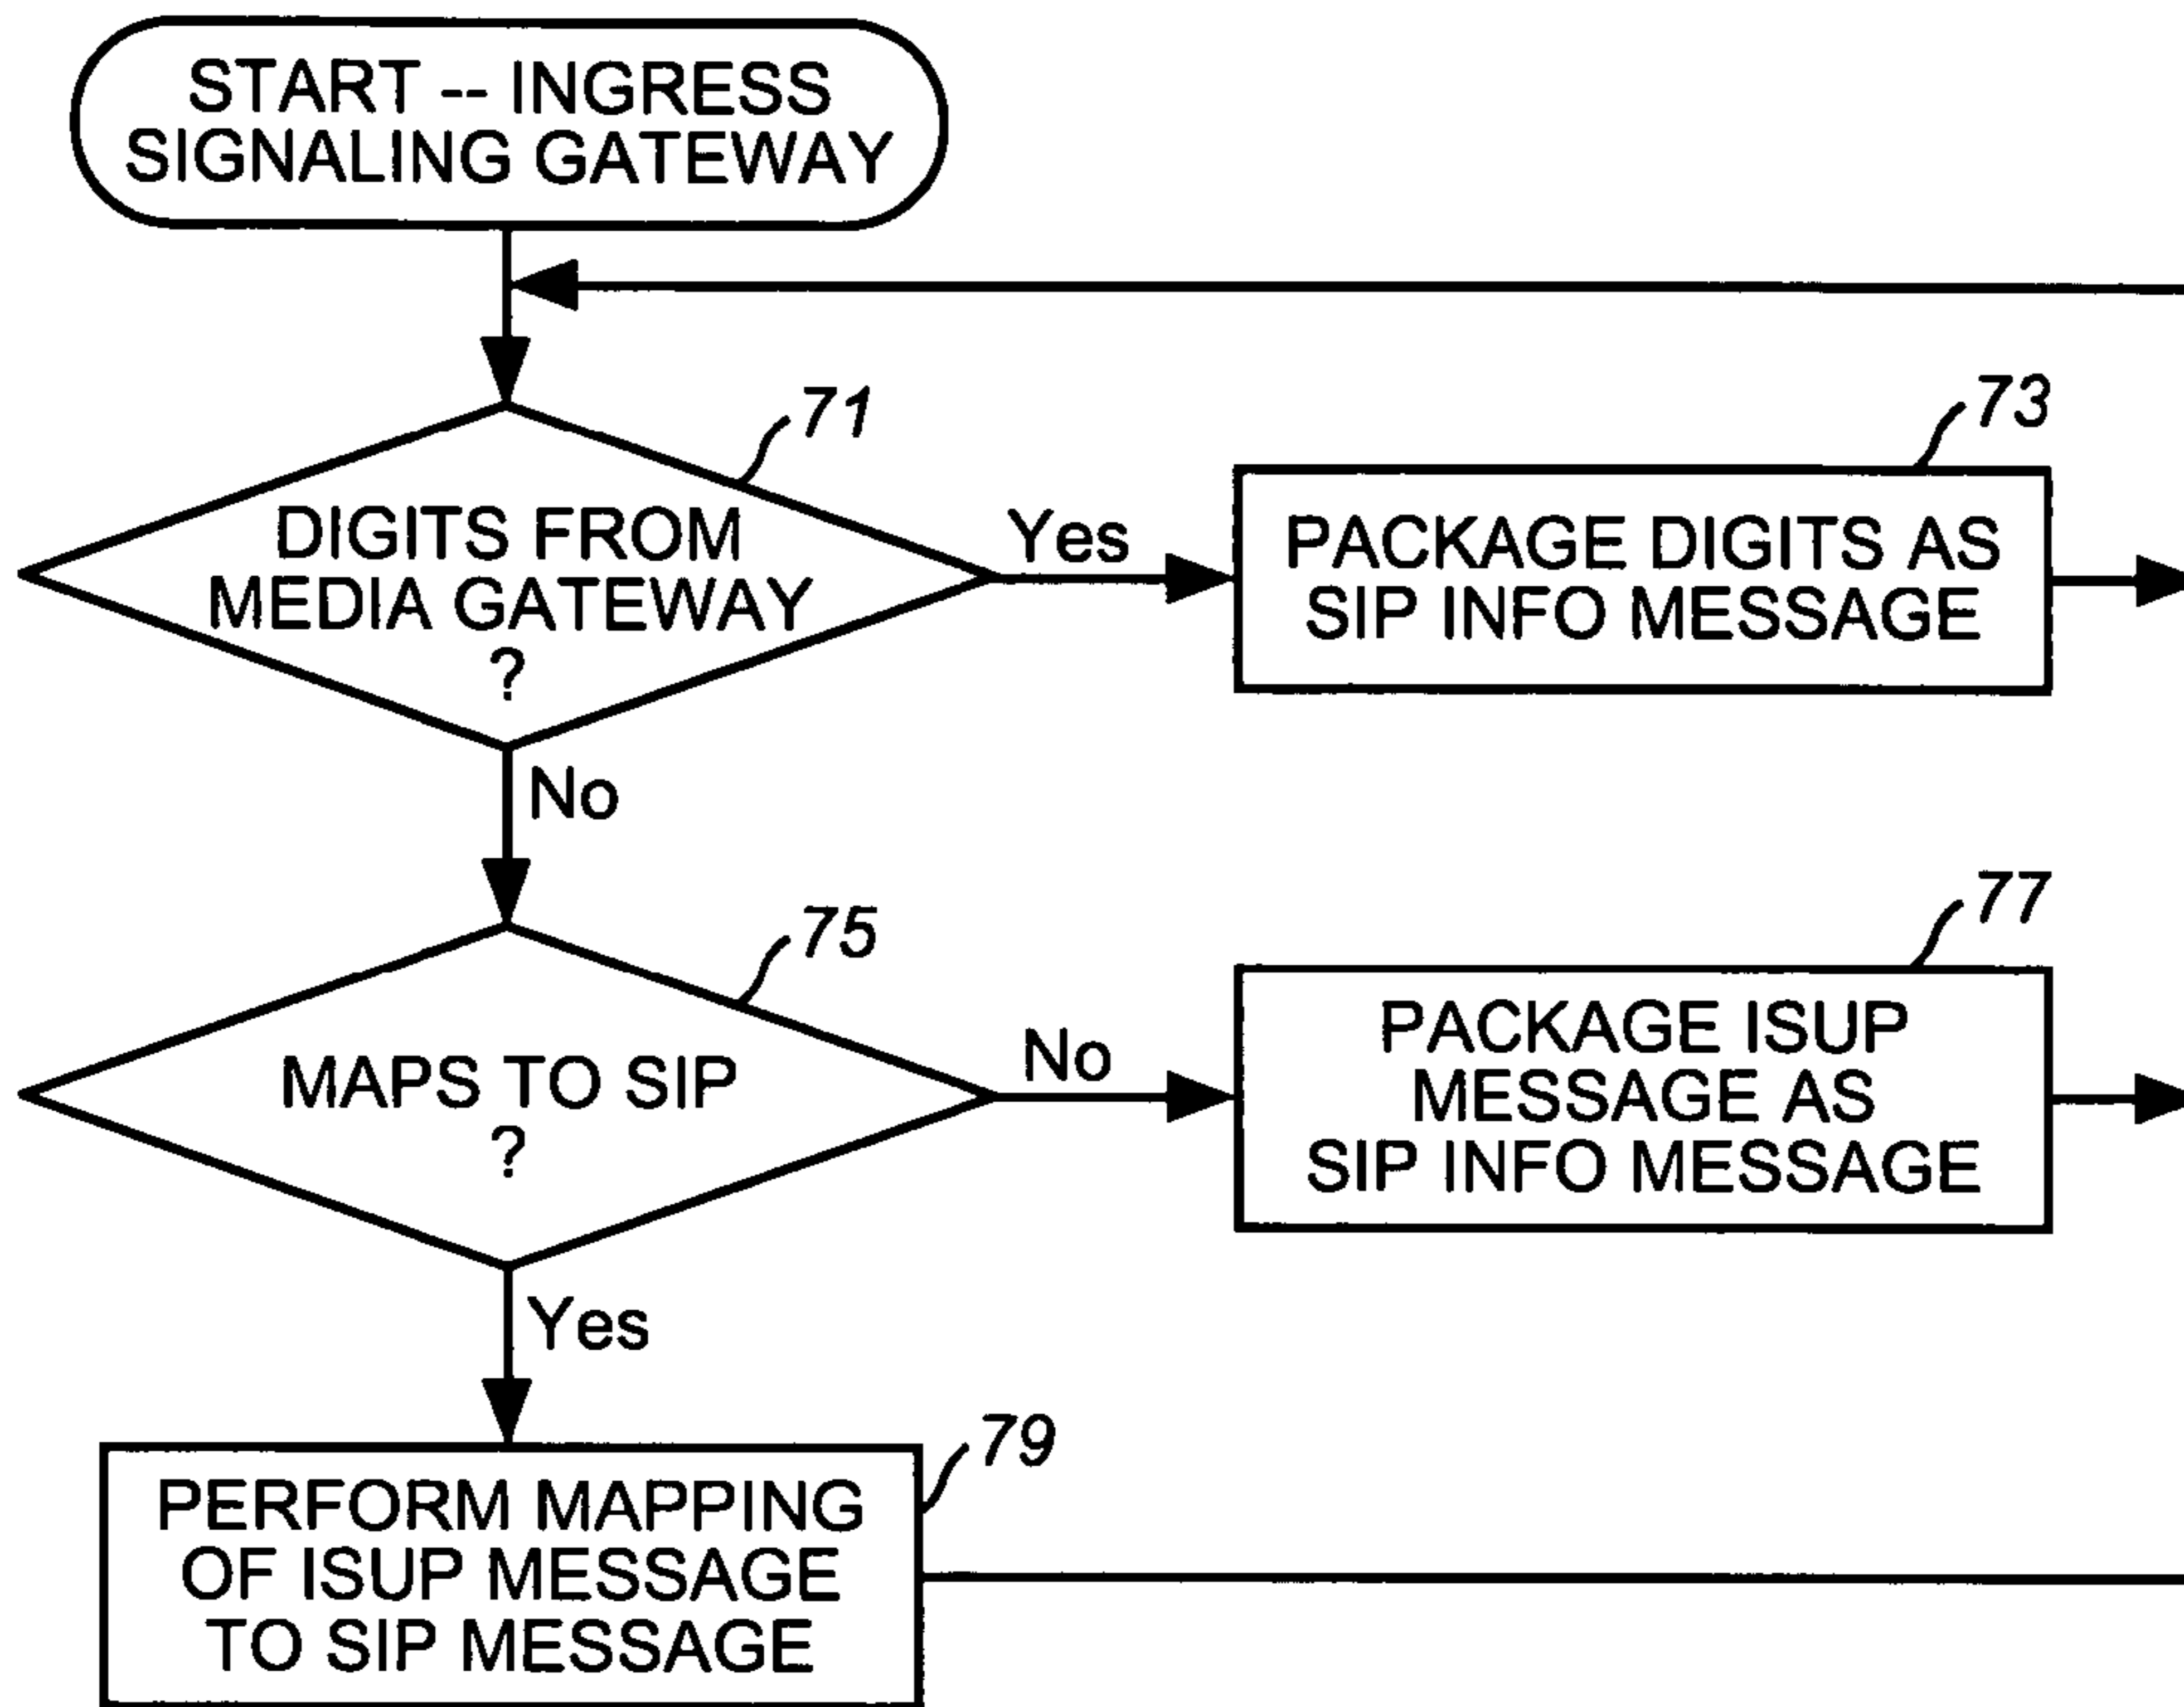 START -- INGRESS
SIGNALING GATEWAY
71
DIGITS FROM
MEDIA GATEWAY
?
Yes
73
PACKAGE DIGITS AS
SIP INFO MESSAGE
No
75
MAPS TO SIP
?
No
77
PACKAGE ISUP
MESSAGE AS
SIP INFO MESSAGE
Yes
79
PERFORM MAPPING
OF ISUP MESSAGE
TO SIP MESSAGE